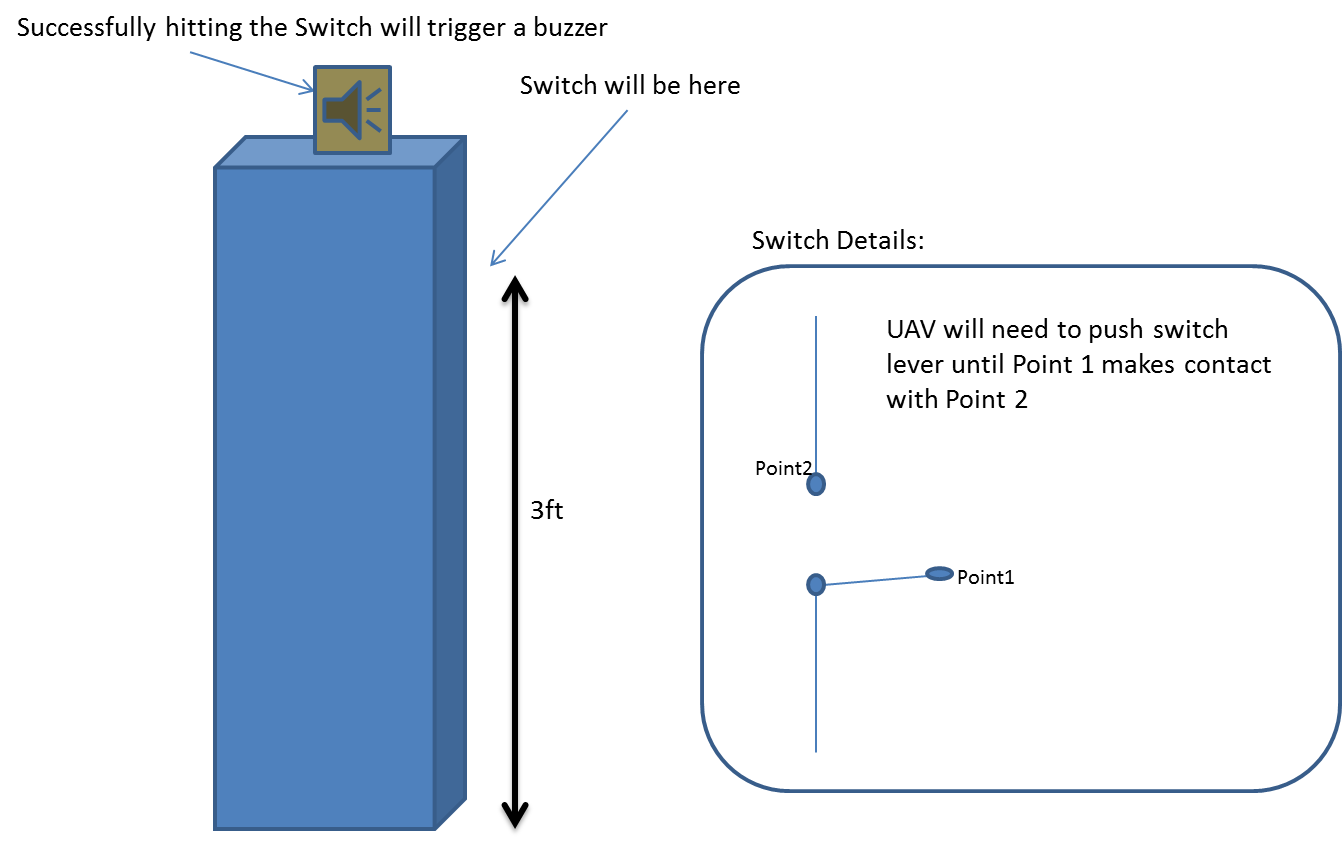 Successfully hitting the Switch will trigger a buzzer
Switch will be here
Switch Details:
UAV will need to push switch
lever until Point 1 makes contact
with Point 2
Point2
3ft
Point1